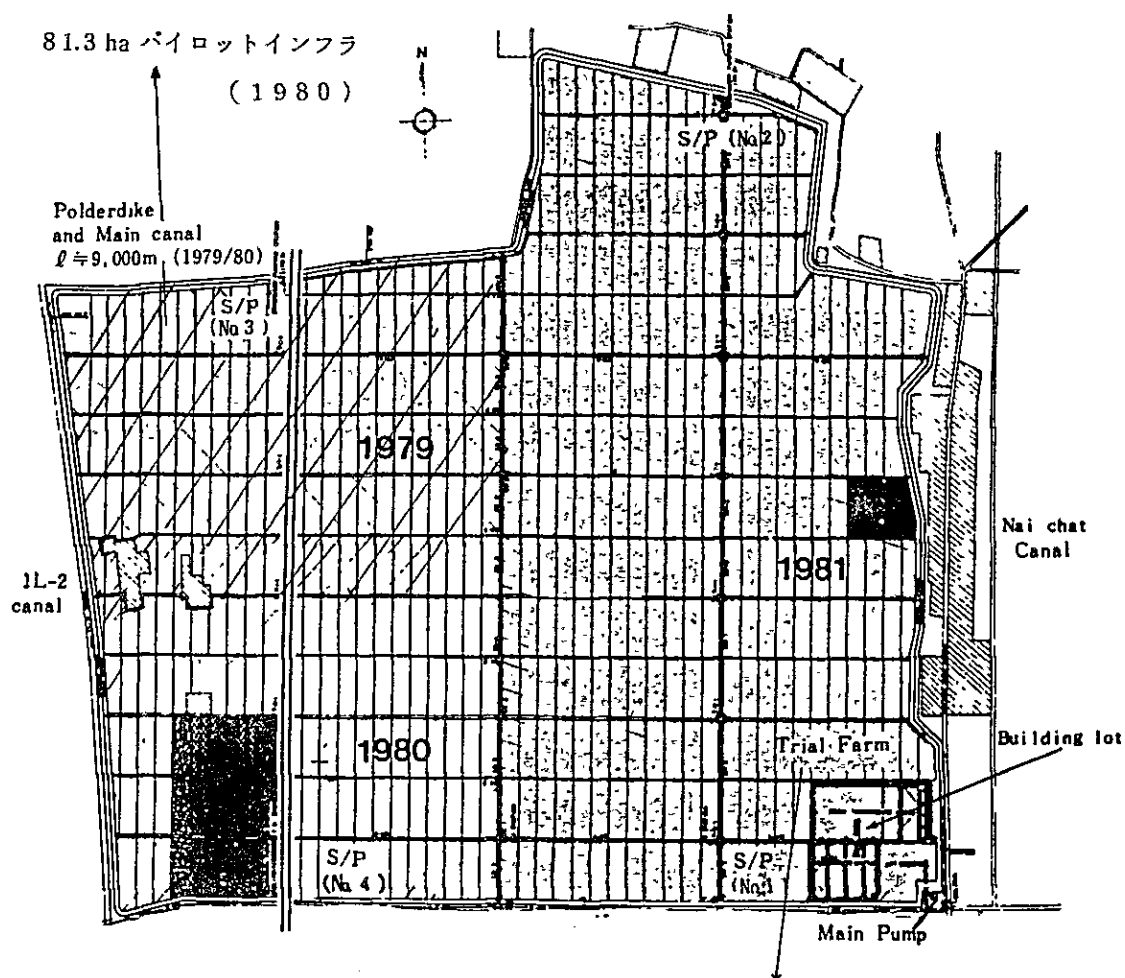 81.3 ha パイロットインフラ
(1980)
N
S/P (No.2)
Polderdike
and Main canal
ℓ≒9,000m (1979/80)
S/P
(No.3)
1979
Nai chat
Canal
1981
1L-2
canal
1980
Trial Farm
Building lot
S/P
(No.4)
S/P
(No.1
Main Pump